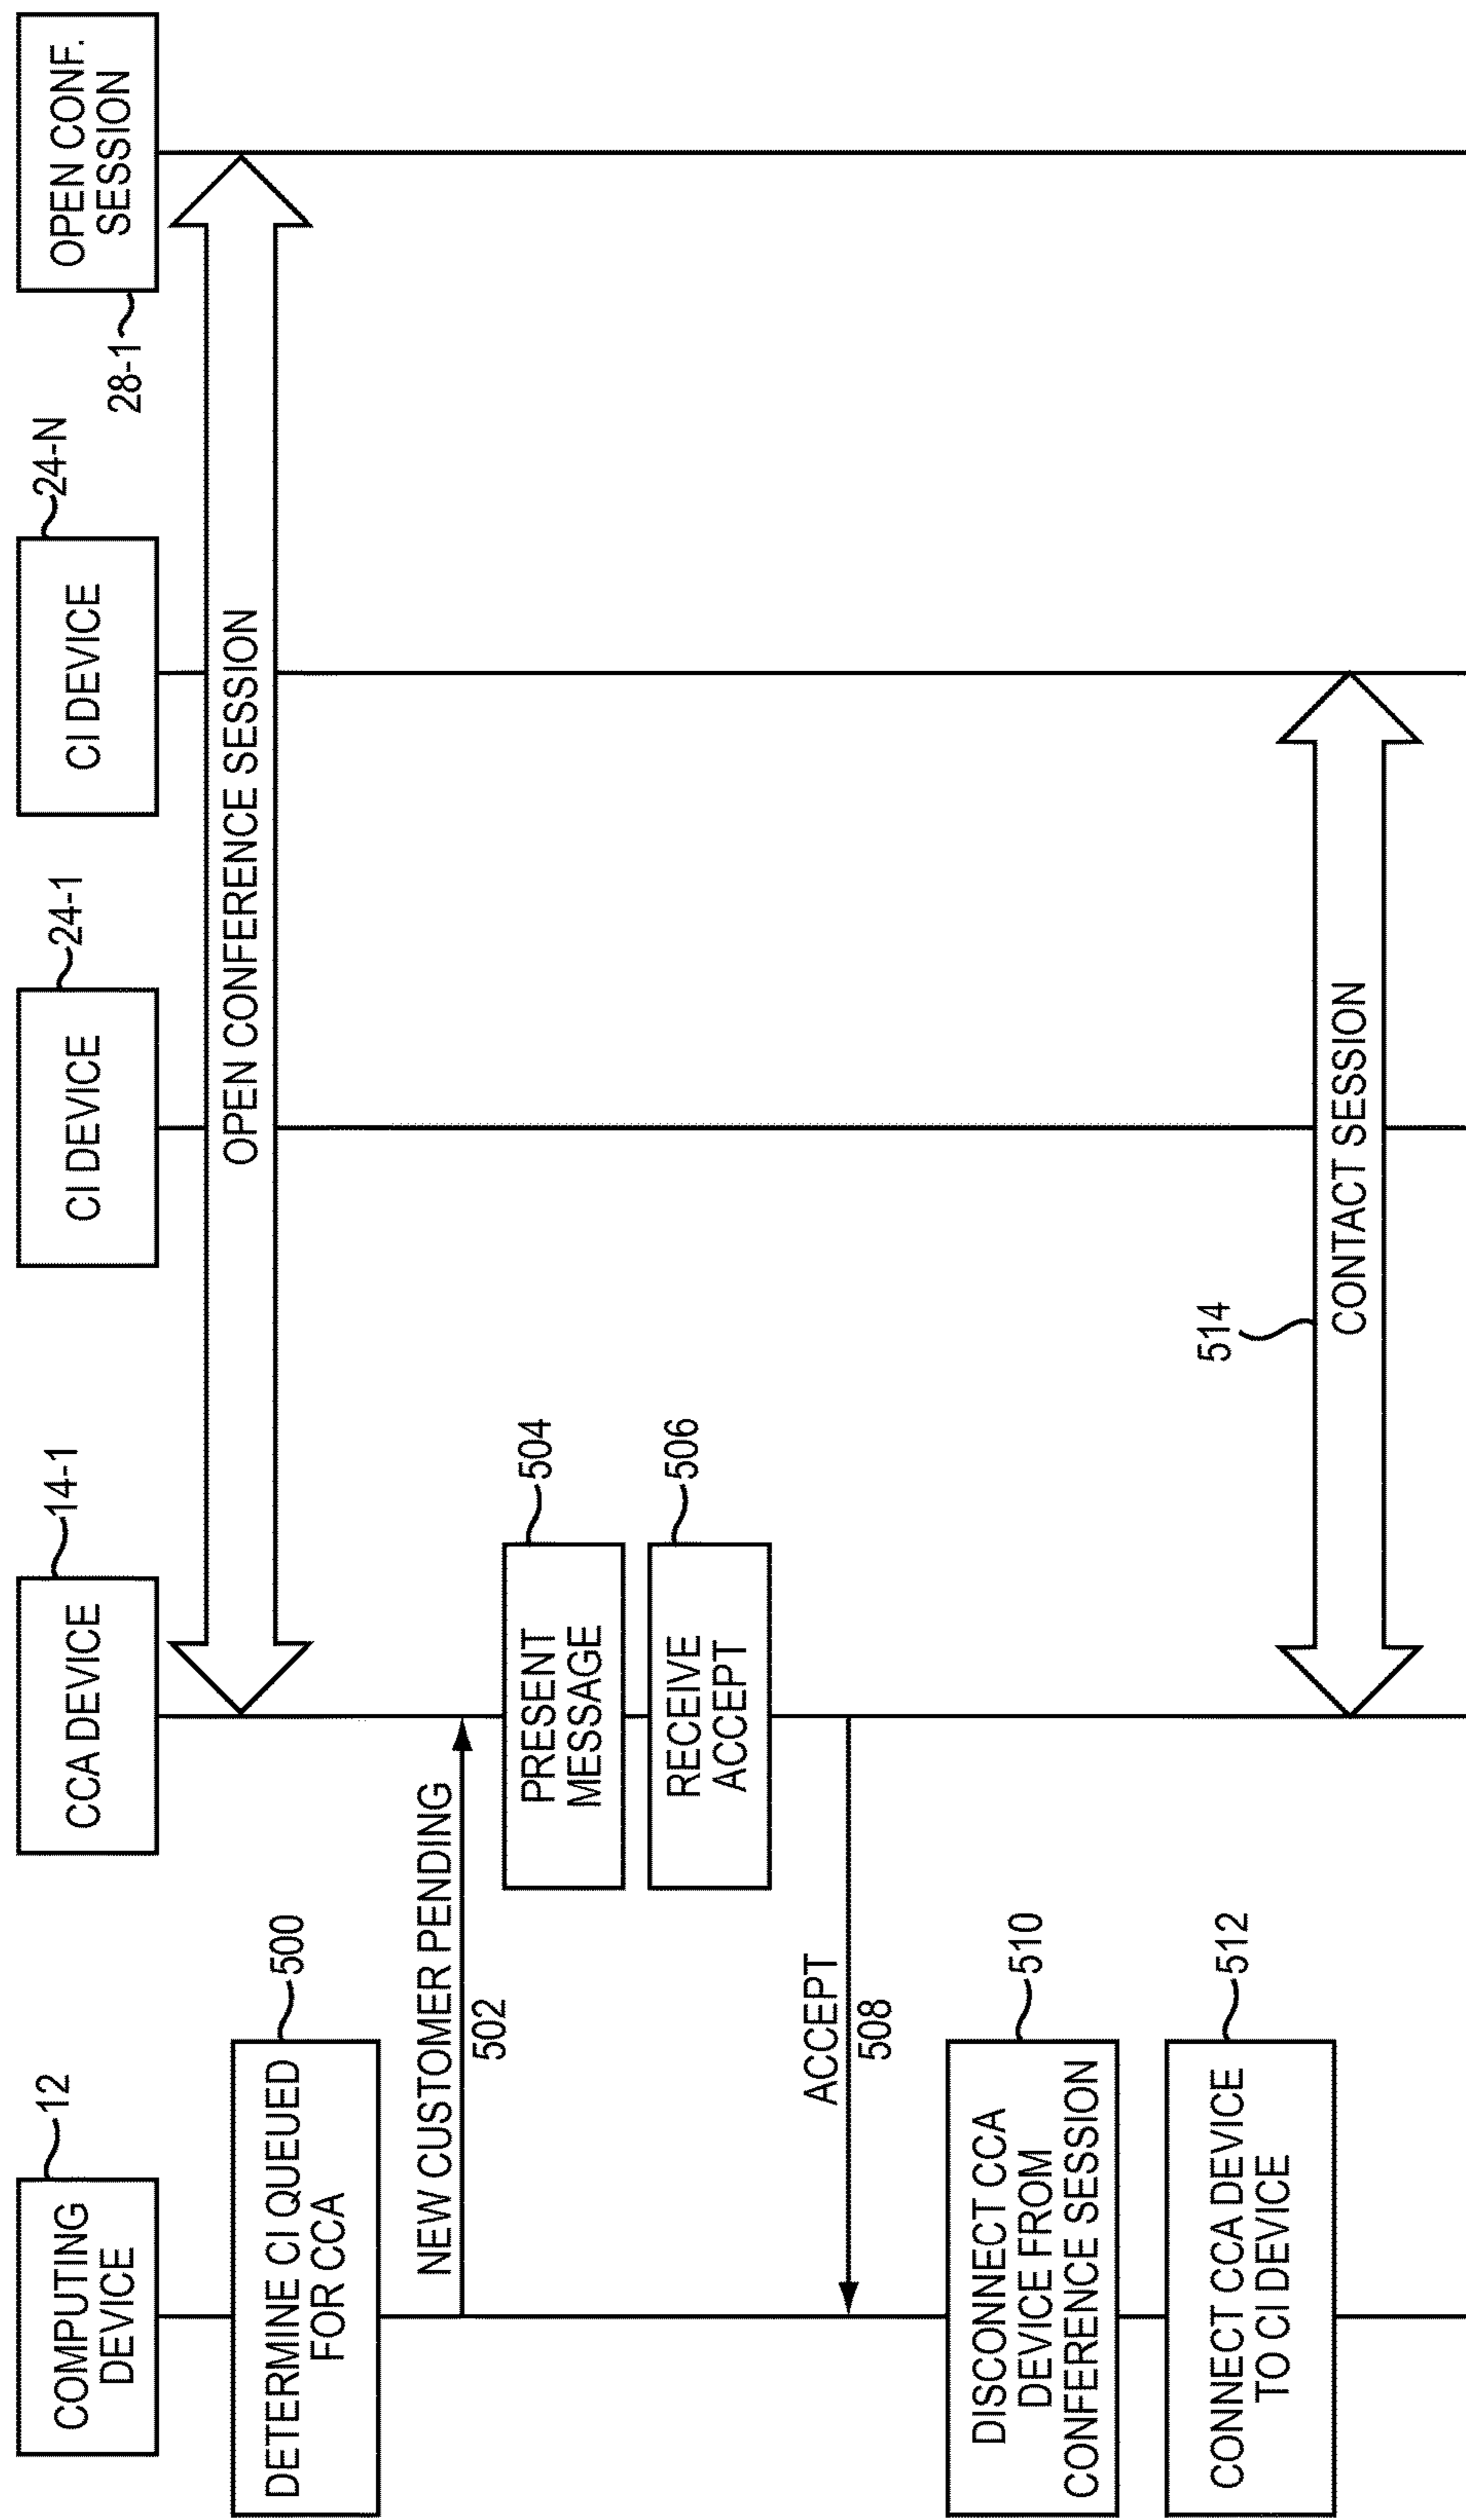 COMPUTING
DEVICE
12
CCA DEVICE
14-1
CI DEVICE
24-1
CI DEVICE
24-N
OPEN CONF.
SESSION
28-1
OPEN CONFERENCE SESSION
DETERMINE CI QUEUED
FOR CCA
500
NEW CUSTOMER PENDING
502
PRESENT
MESSAGE
504
RECEIVE
ACCEPT
506
ACCEPT
508
DISCONNECT CCA
DEVICE FROM
CONFERENCE SESSION
510
CONNECT CCA DEVICE
TO CI DEVICE
512
CONTACT SESSION
514